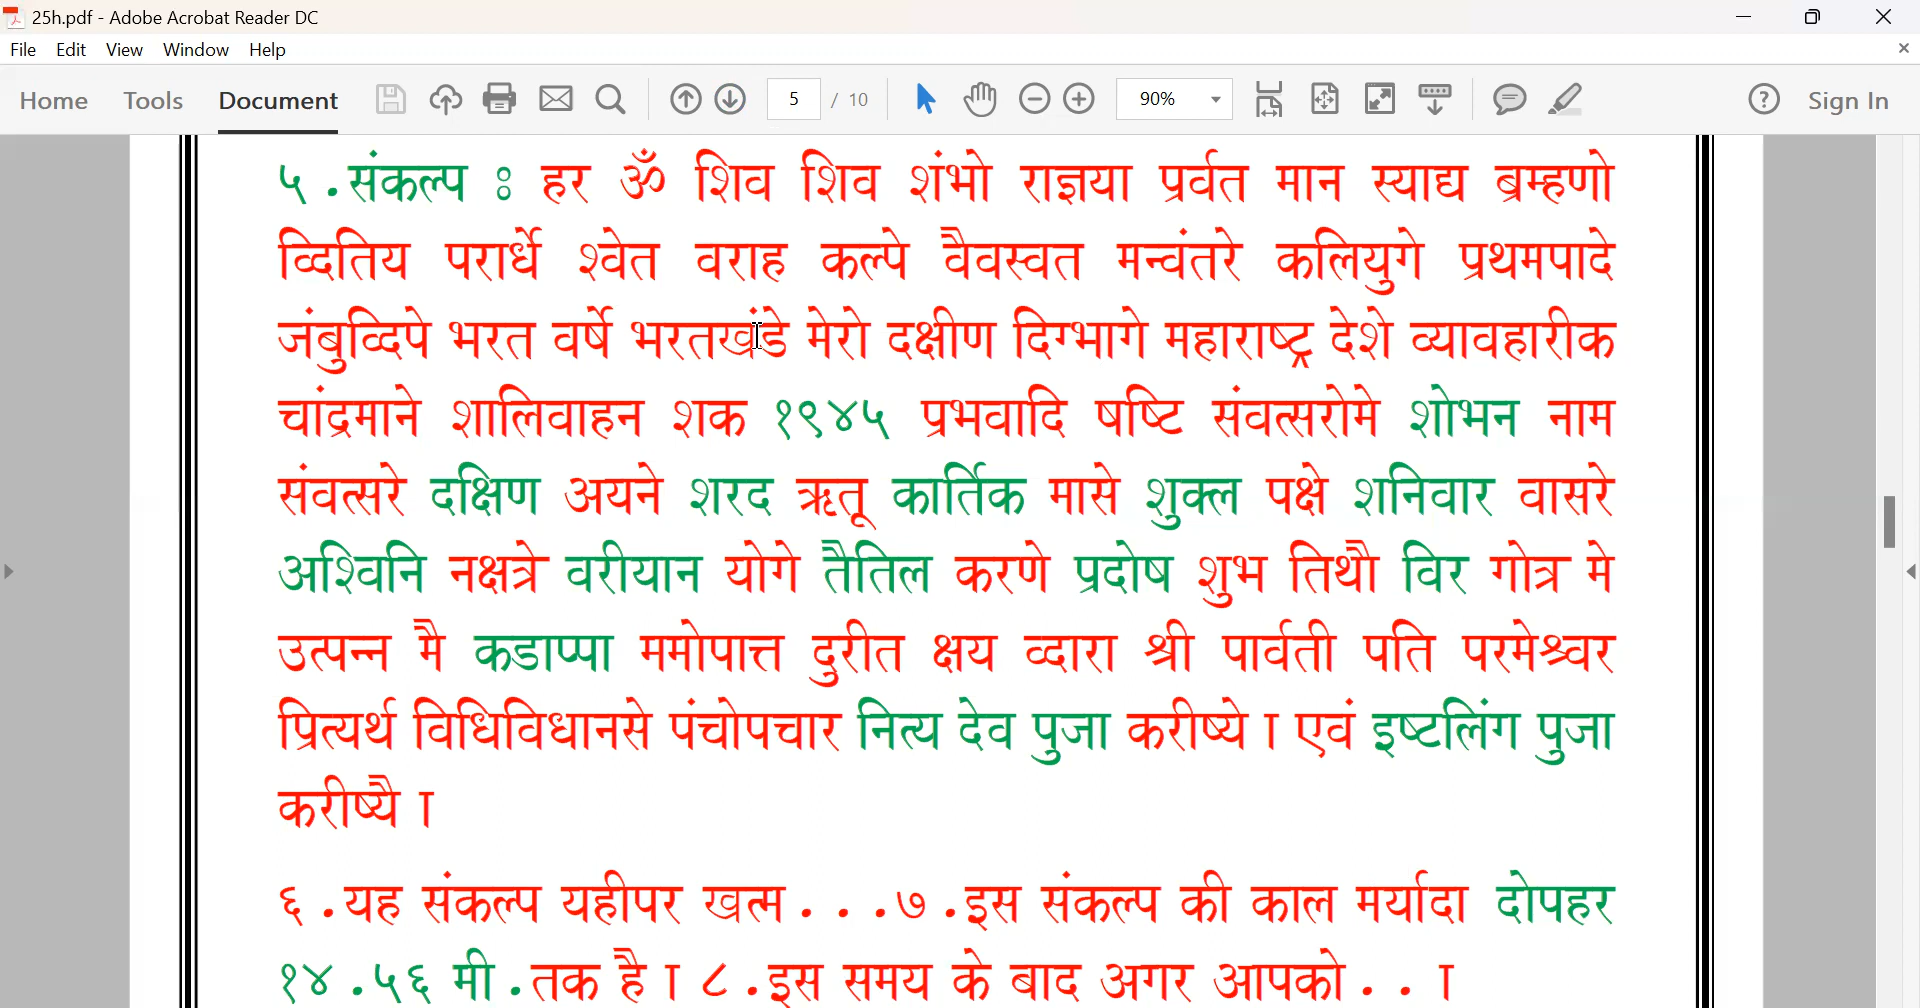 25h.pdf - Adobe Acrobat Reader DC
File Edit View Window Help
Home Tools Document 5 / 10 90% Sign In
५ .संकल्प : हर ॐ शिव शिव शंभो राज्ञया प्रर्वत मान स्याद्य ब्रम्हणो
व्दितिय परार्धे श्वेत वराह कल्पे वैवस्वत मन्वंतरे कलियुगे प्रथमपादे
जंबुव्दिपे भरत वर्षे भरतखंडे मेरो दक्षीण दिग्भागे महाराष्ट्र देशे व्यावहारीक
चांद्रमाने शालिवाहन शक १९४५ प्रभवादि षष्टि संवत्सरोमे शोभन नाम
संवत्सरे दक्षिण अयने शरद ऋतू कार्तिक मासे शुक्ल पक्षे शनिवार वासरे
अश्विनि नक्षत्रे वरीयान योगे तैतिल करणे प्रदोष शुभ तिथौ विर गोत्र मे
उत्पन्न मै कडाप्पा ममोपात्त दुरीत क्षय व्दारा श्री पार्वती पति परमेश्वर
प्रित्यर्थ विधिविधानसे पंचोपचार नित्य देव पुजा करीष्ये । एवं इष्टलिंग पुजा
करीष्यै ।
६ .यह संकल्प यहीपर खत्म . . .७ .इस संकल्प की काल मर्यादा दोपहर
१४ .५६ मी .तक है । ८ .इस समय के बाद अगर आपको . . ।